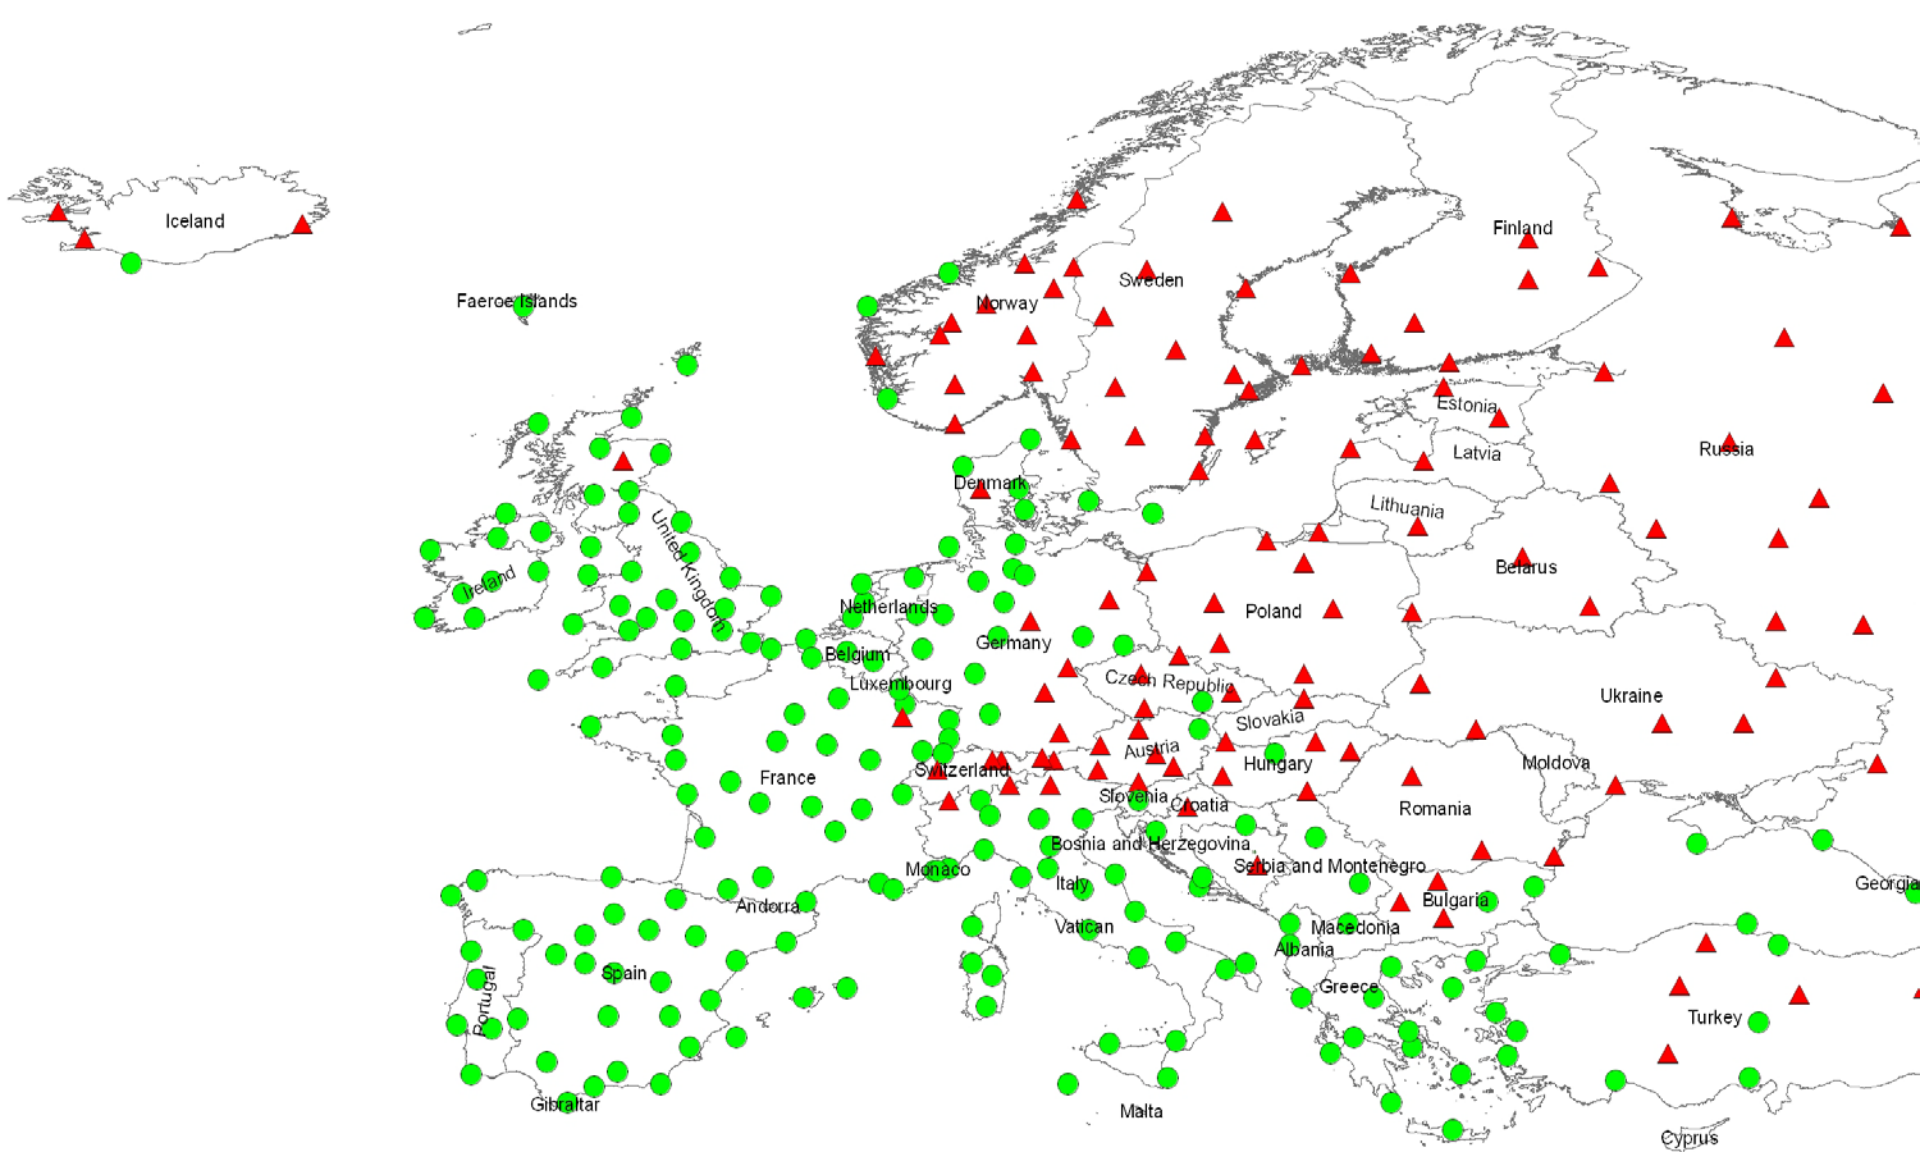 Iceland
Finland
Sweden
Faeroe Islands
Norway
Estonia
Russia
Latvia
Denmark
Lithuania
United Kingdom
Ireland
Belarus
Netherlands
Poland
Germany
Belgium
Luxembourg
Czech Republic
Ukraine
Slovakia
Austria
France
Switzerland
Hungary
Moldova
Slovenia
Croatia
Romania
Bosnia and Herzegovina
Monaco
Serbia and Montenegro
Italy
Georgia
Andorra
Bulgaria
Vatican
Macedonia
Albania
Spain
Portugal
Greece
Turkey
Gibraltar
Malta
Cyprus